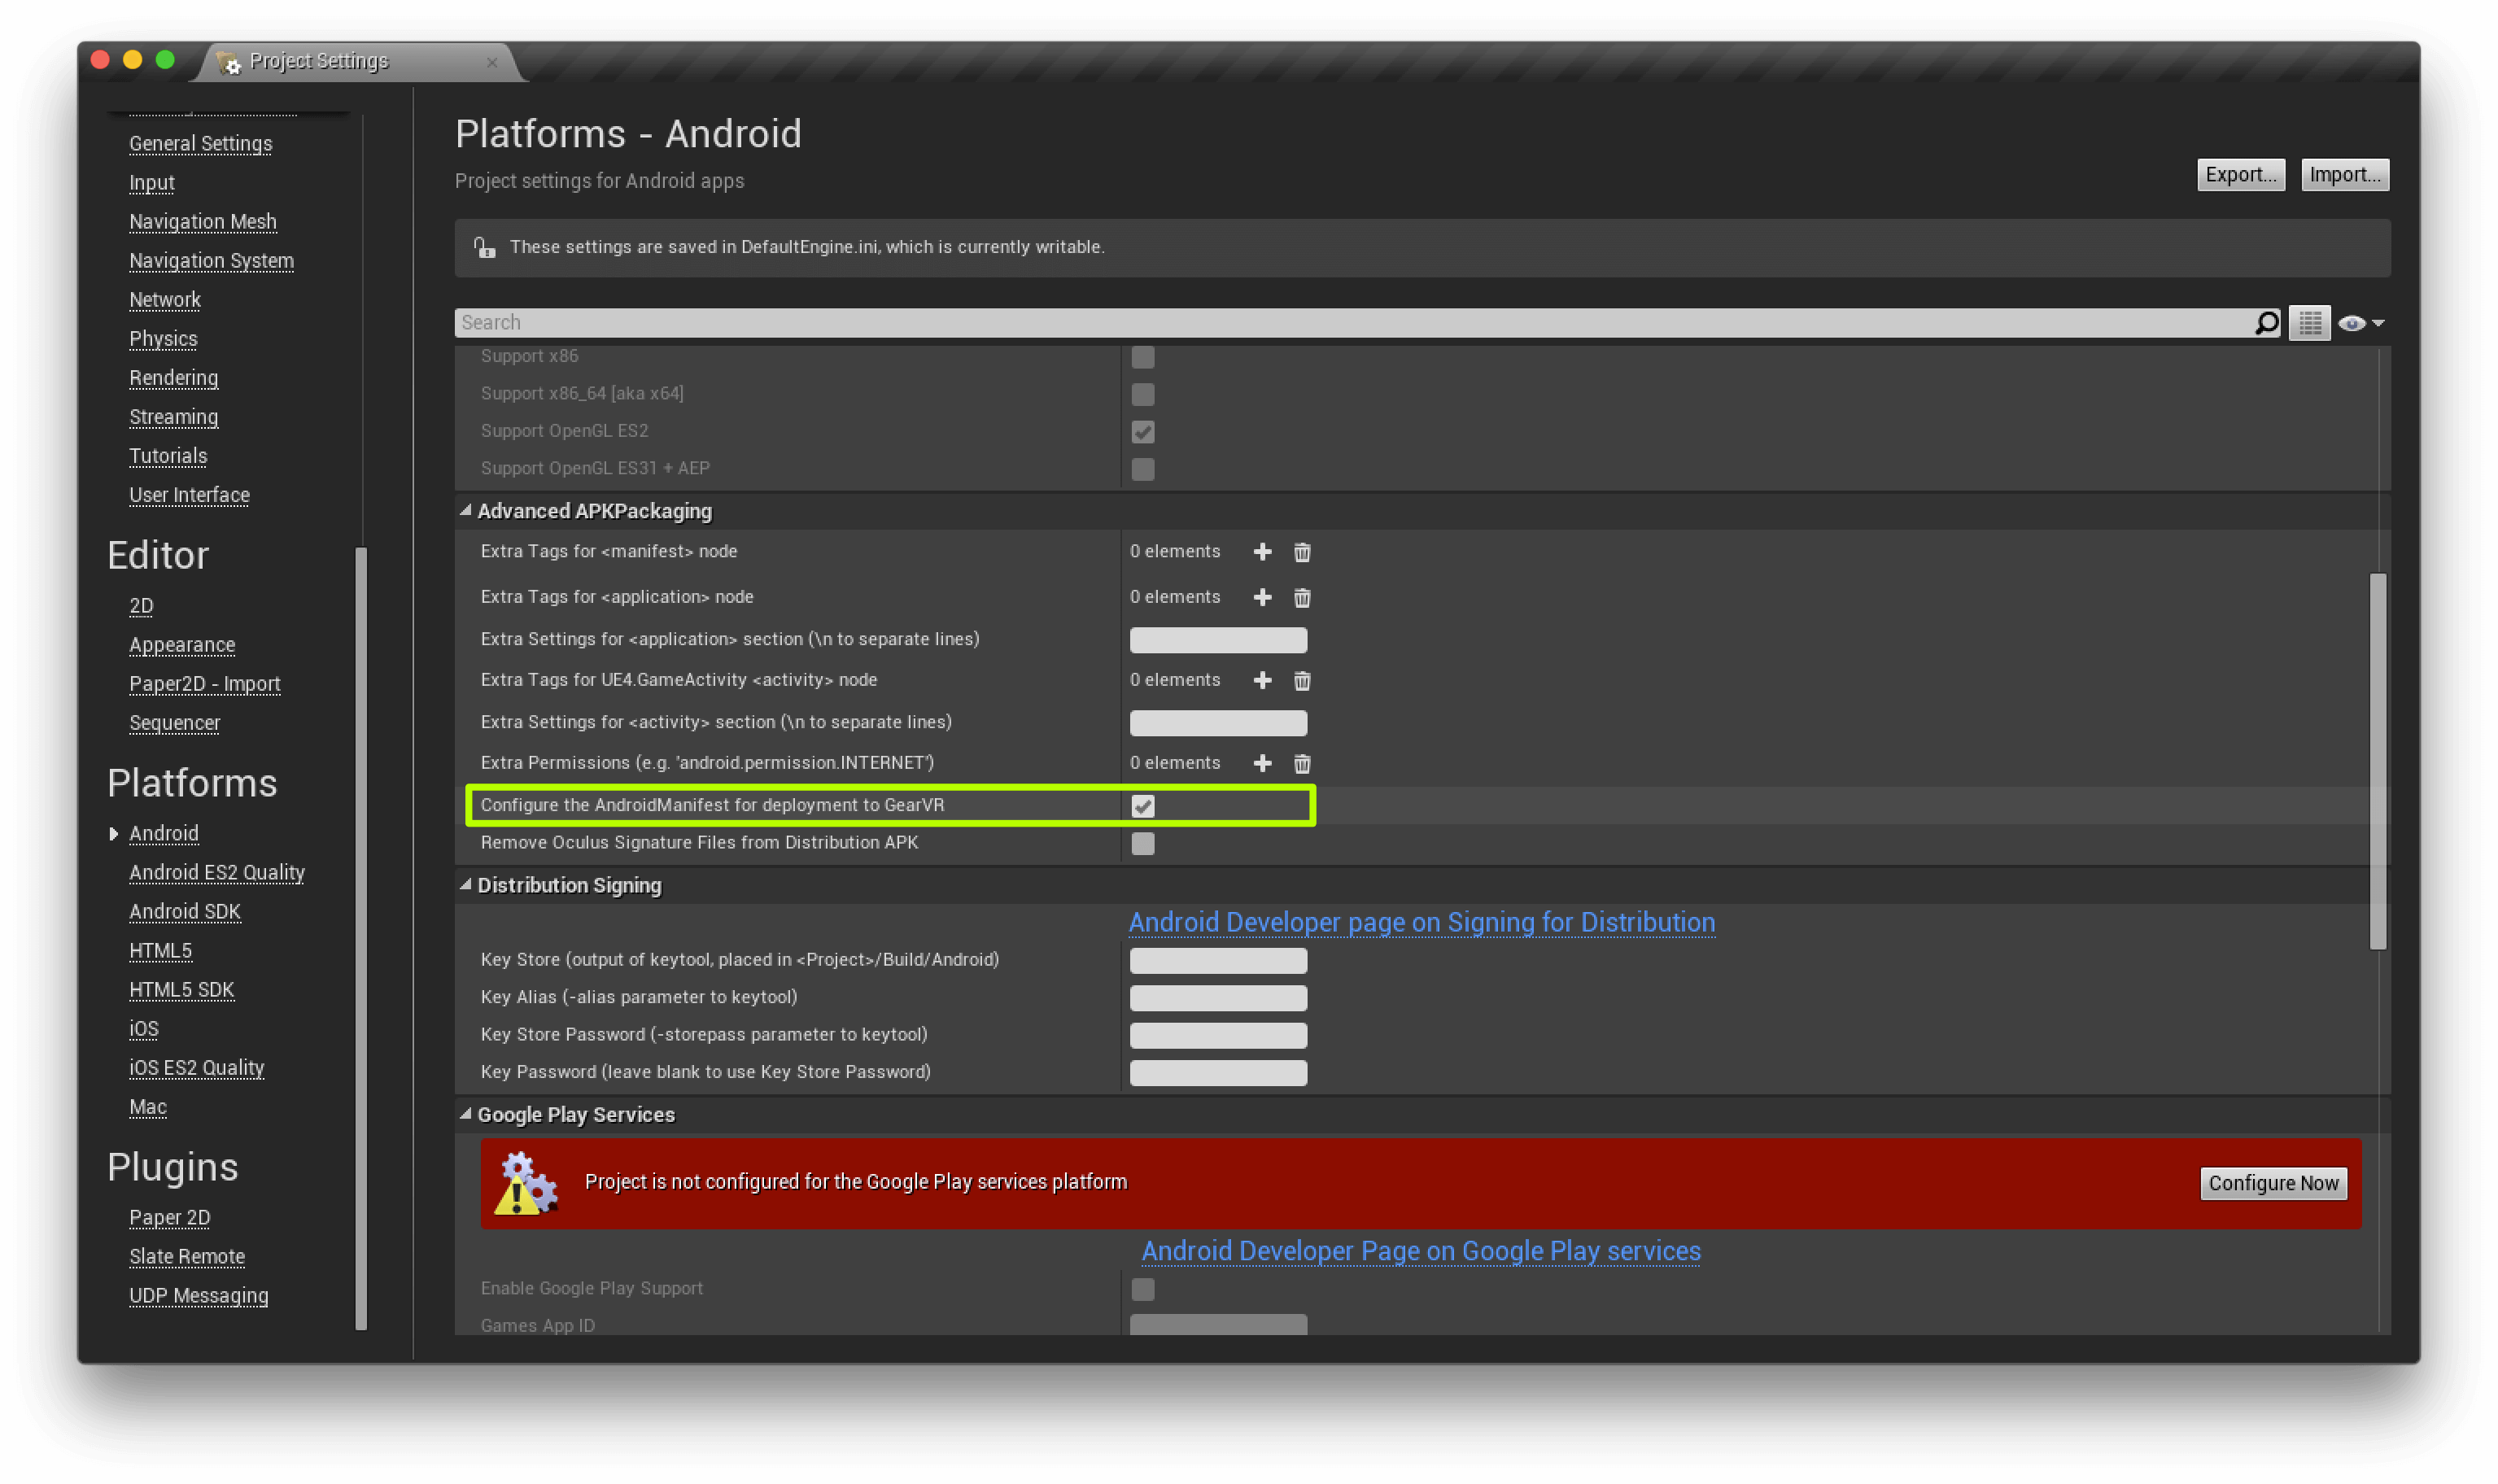 Project Settings
General Settings
Input
Navigation Mesh
Navigation System
Network
Physics
Rendering
Streaming
Tutorials
User Interface
Editor
2D
Appearance
Paper2D - Import
Sequencer
Platforms
Android
Android ES2 Quality
Android SDK
HTML5
HTML5 SDK
iOS
iOS ES2 Quality
Mac
Plugins
Paper 2D
Slate Remote
UDP Messaging
Platforms - Android
Project settings for Android apps
Export... Import...
These settings are saved in DefaultEngine.ini, which is currently writable.
Search
Support x86
Support x86_64 [aka x64]
Support OpenGL ES2
Support OpenGL ES31 + AEP
Advanced APKPackaging
Extra Tags for <manifest> node 0 elements
Extra Tags for <application> node 0 elements
Extra Settings for <application> section (\n to separate lines)
Extra Tags for UE4.GameActivity <activity> node 0 elements
Extra Settings for <activity> section (\n to separate lines)
Extra Permissions (e.g. 'android.permission.INTERNET') 0 elements
Configure the AndroidManifest for deployment to GearVR
Remove Oculus Signature Files from Distribution APK
Distribution Signing
Android Developer page on Signing for Distribution
Key Store (output of keytool, placed in <Project>/Build/Android)
Key Alias (-alias parameter to keytool)
Key Store Password (-storepass parameter to keytool)
Key Password (leave blank to use Key Store Password)
Google Play Services
Project is not configured for the Google Play services platform Configure Now
Android Developer Page on Google Play services
Enable Google Play Support
Games App ID